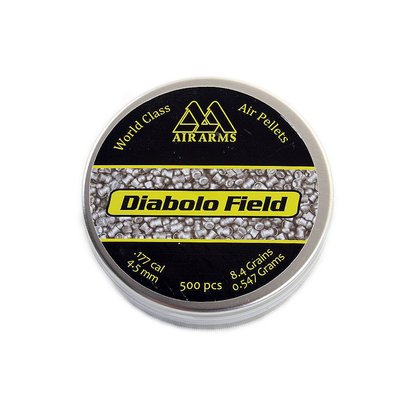 World Class
Air Pellets
AIR ARMS
Diabolo Field
.177 cal
4.5 mm
500 pcs
8.4 Grains
0.547 Grams